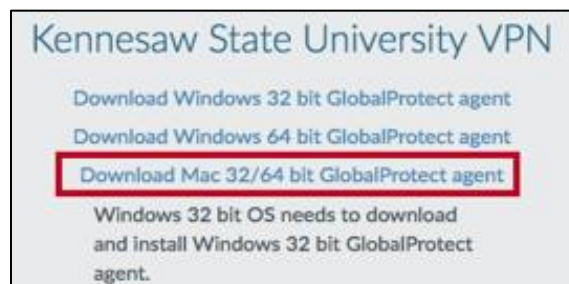 Kennesaw State University VPN
Download Windows 32 bit GlobalProtect agent
Download Windows 64 bit GlobalProtect agent
Download Mac 32/64 bit GlobalProtect agent
Windows 32 bit OS needs to download
and install Windows 32 bit GlobalProtect
agent.